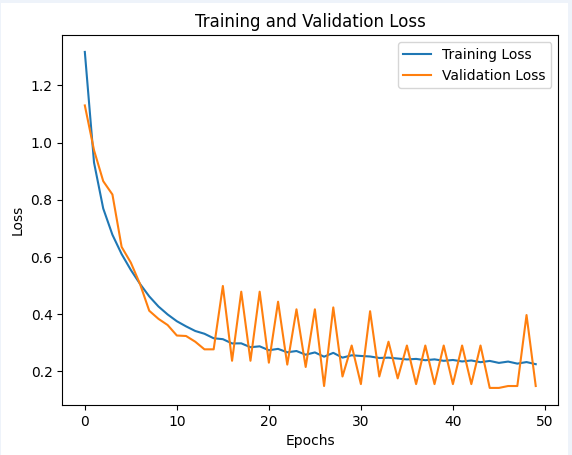 Training and Validation Loss
Training Loss
Validation Loss
1.2
1.0
0.8
0.6
0.4
0.2
Loss
0 10 20 30 40 50
Epochs